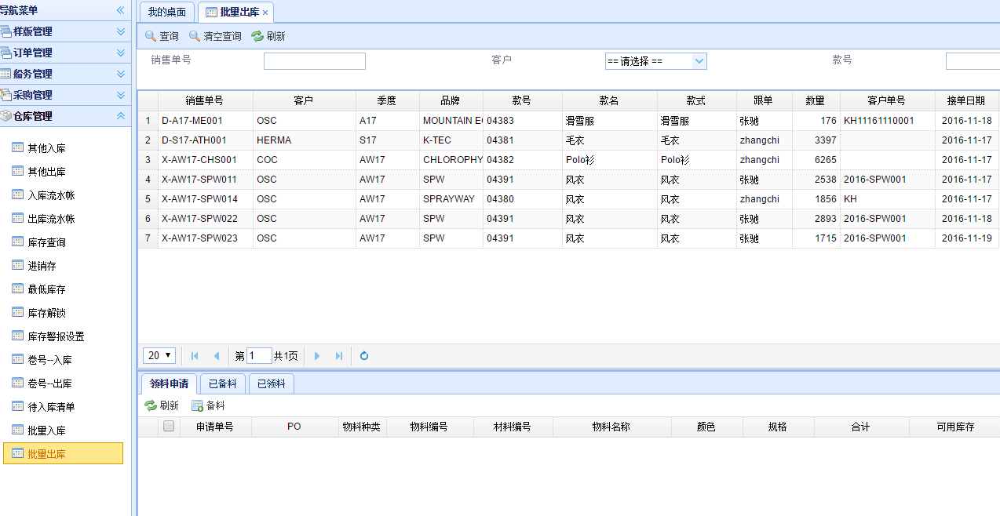 导航菜单
样版管理
订单管理
船务管理
采购管理
仓库管理
其他入库
其他出库
入库流水帐
出库流水帐
库存查询
进销存
最低库存
库存解锁
库存警报设置
卷号--入库
卷号--出库
待入库清单
批量入库
批量出库
我的桌面 批量出库 ×
查询 清空查询 刷新
销售单号 客户 == 请选择 == 款号
销售单号 客户 季度 品牌 款号 款名 款式 跟单 数量 客户单号 接单日期
1 D-A17-ME001 OSC A17 MOUNTAIN E 04383 滑雪服 滑雪服 张驰 176 KH11161110001 2016-11-18
2 D-S17-ATH001 HERMA S17 K-TEC 04381 毛衣 毛衣 zhangchi 3397 2016-11-17
3 X-AW17-CHS001 COC AW17 CHLOROPHY 04382 Polo衫 Polo衫 zhangchi 6265 2016-11-17
4 X-AW17-SPW011 OSC AW17 SPW 04391 风衣 风衣 张驰 2538 2016-SPW001 2016-11-17
5 X-AW17-SPW014 OSC AW17 SPRAYWAY 04380 风衣 风衣 zhangchi 1856 KH 2016-11-17
6 X-AW17-SPW022 OSC AW17 SPW 04391 风衣 风衣 张驰 2893 2016-SPW001 2016-11-18
7 X-AW17-SPW023 OSC AW17 SPW 04391 风衣 风衣 张驰 1715 2016-SPW001 2016-11-19
20 第 1 共1页
领料申请 已备料 已领料
刷新 备料
申请单号 PO 物料种类 物料编号 材料编号 物料名称 颜色 规格 合计 可用库存